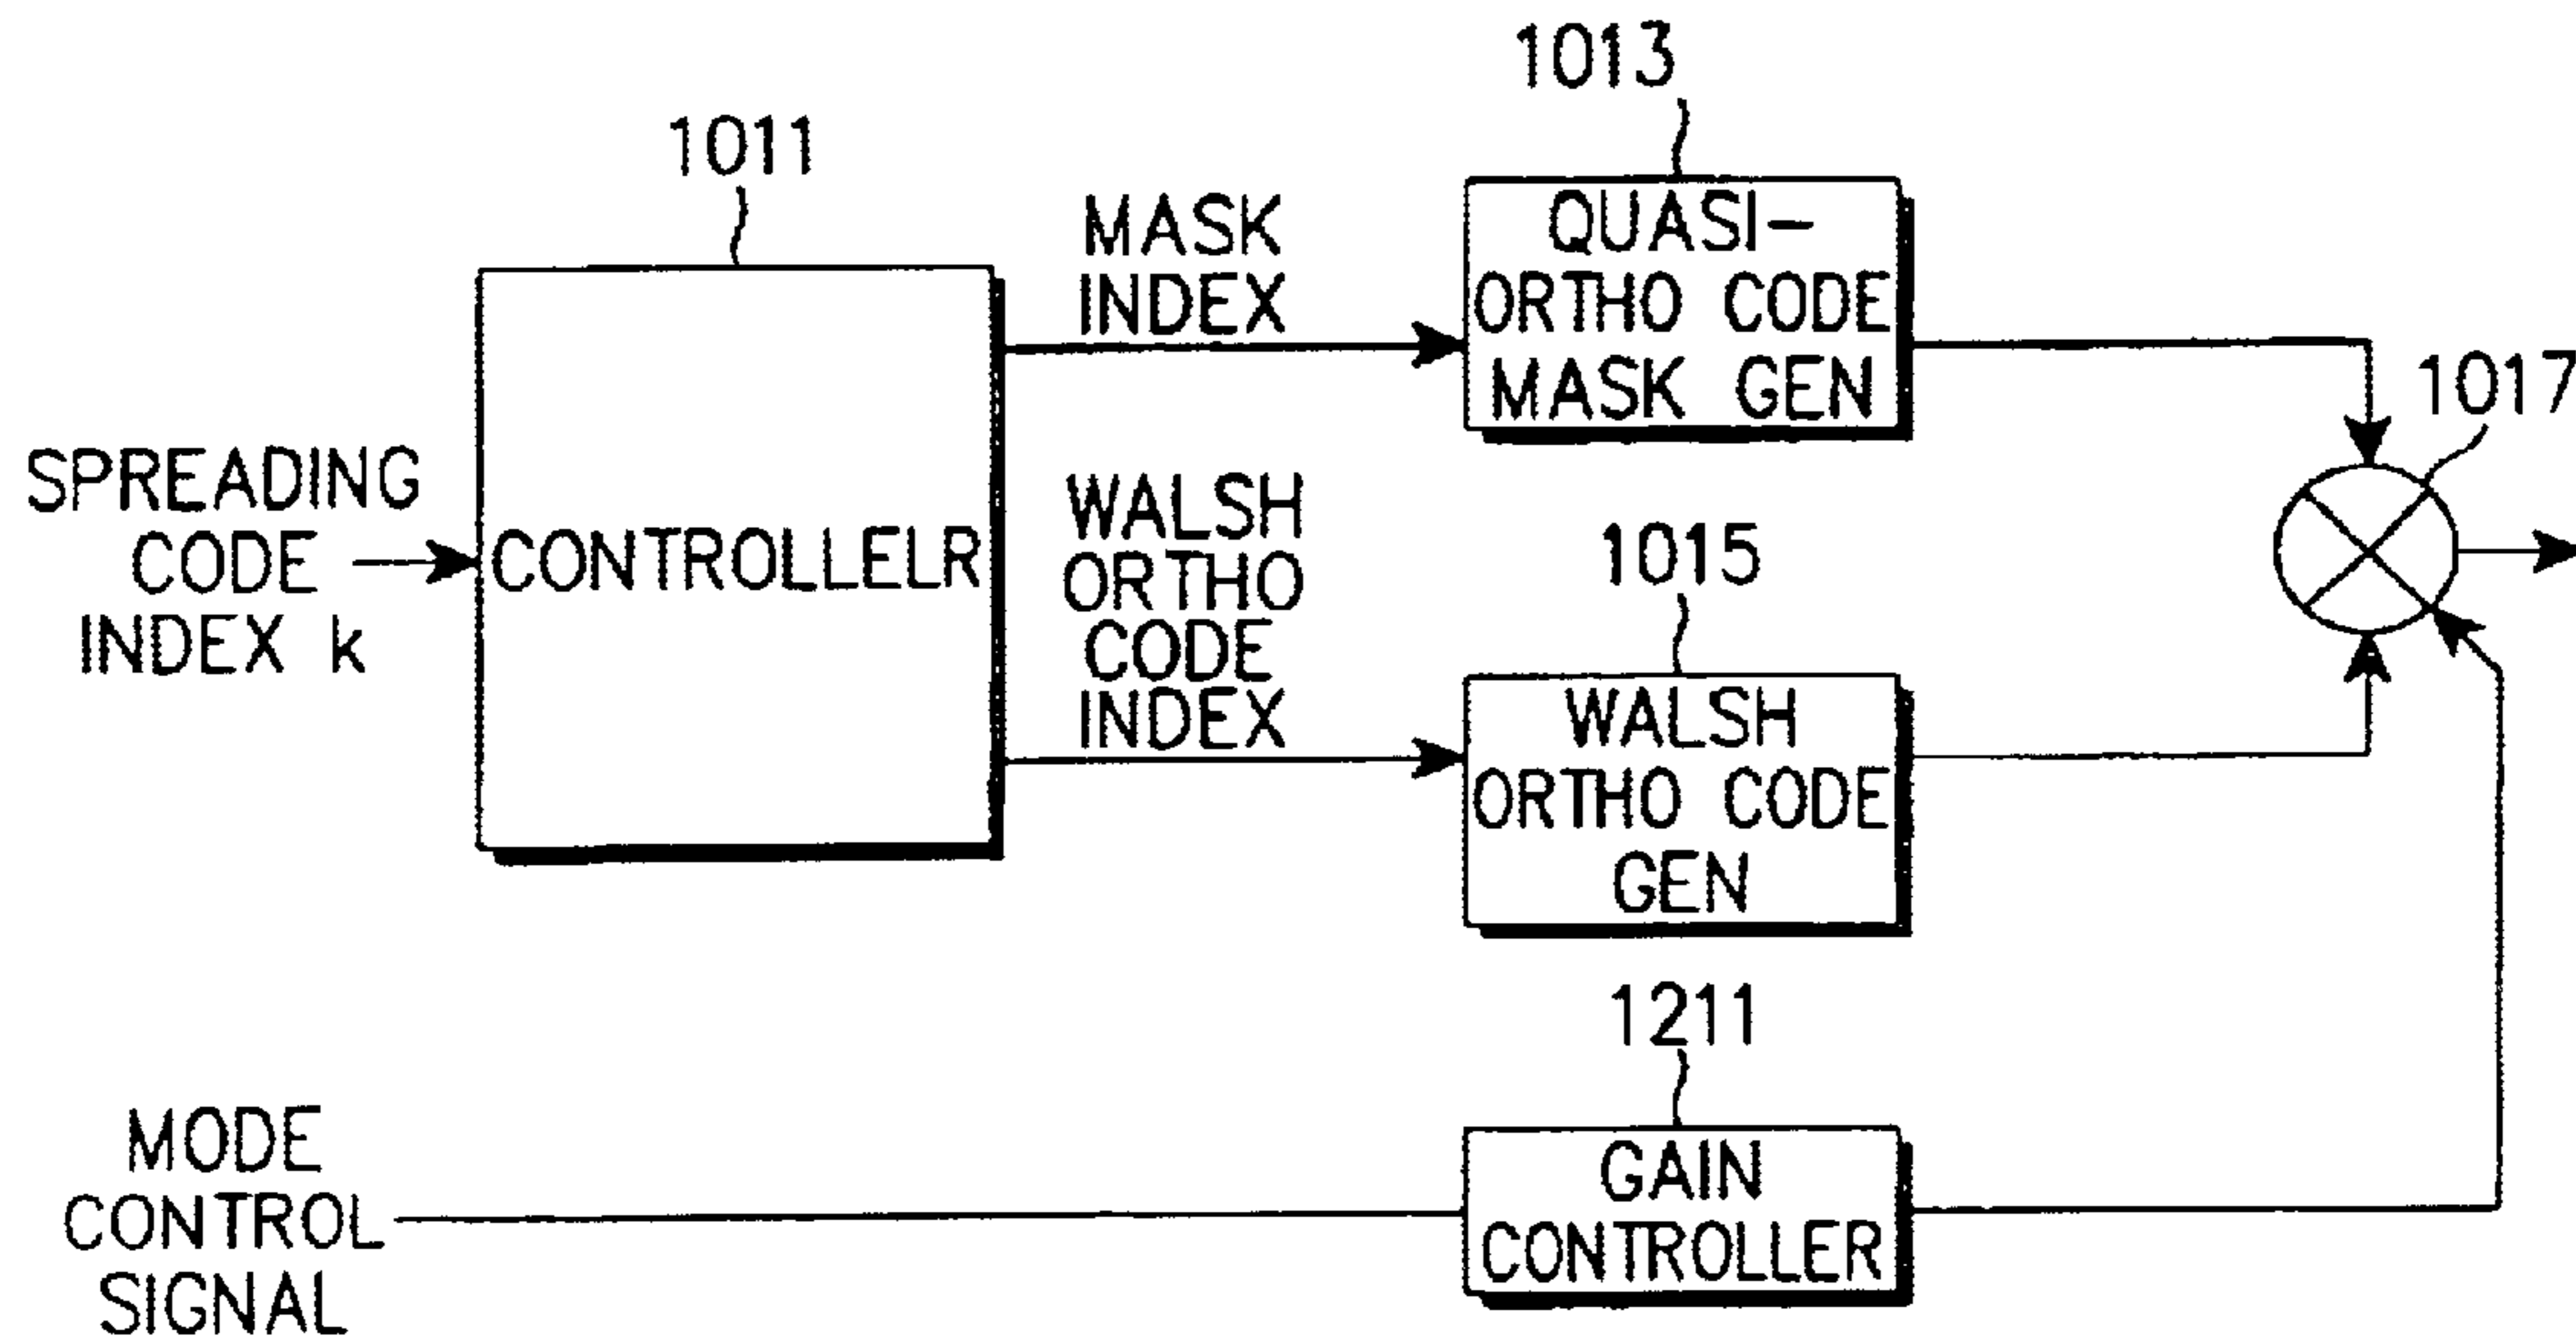 1013
1011
QUASI-
ORTHO CODE
MASK GEN
MASK
INDEX
1017
SPREADING
CODE
INDEX k
CONTROLLELR
WALSH
ORTHO
CODE
INDEX
1015
WALSH
ORTHO CODE
GEN
1211
MODE
CONTROL
SIGNAL
GAIN
CONTROLLER